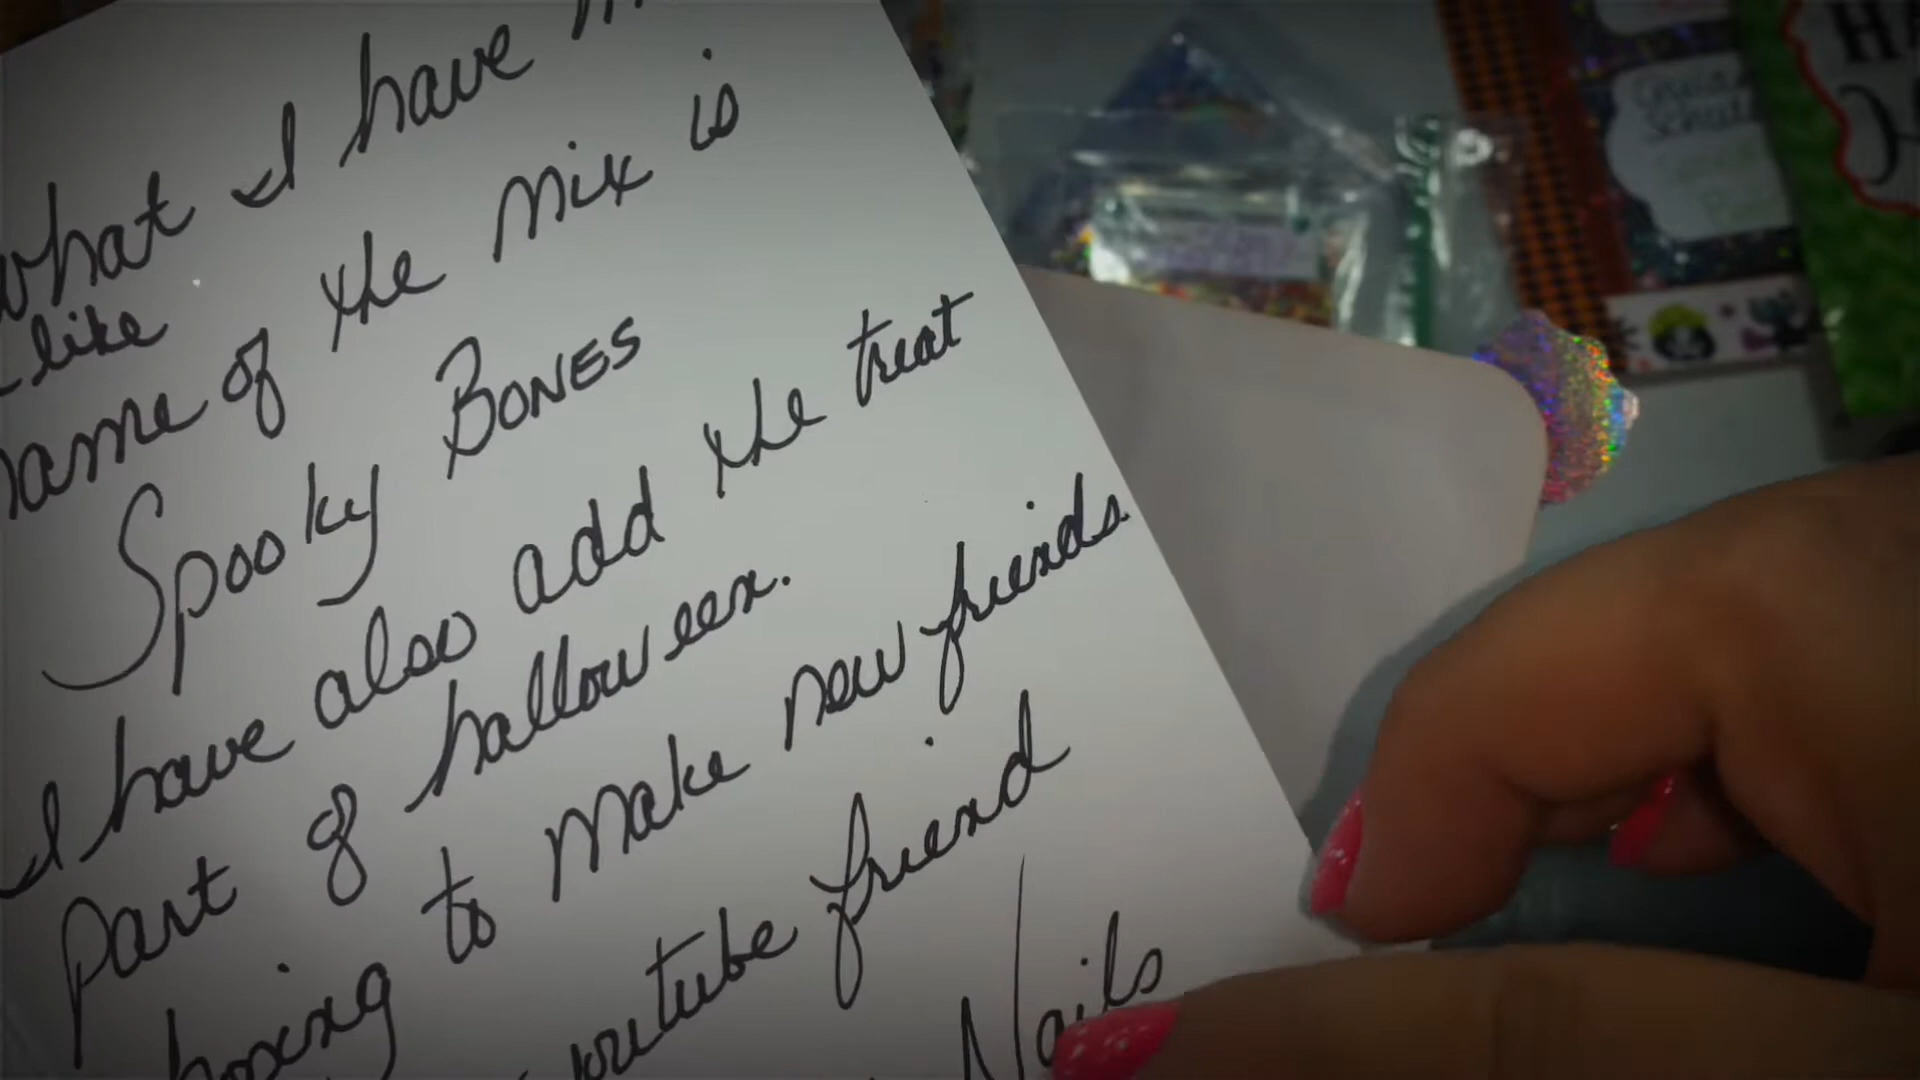 what I have
like
name of the mix is
Spooky BONES
I have also add the treat
part of halloween.
hoping to make new friends.
youtube friend
Nails